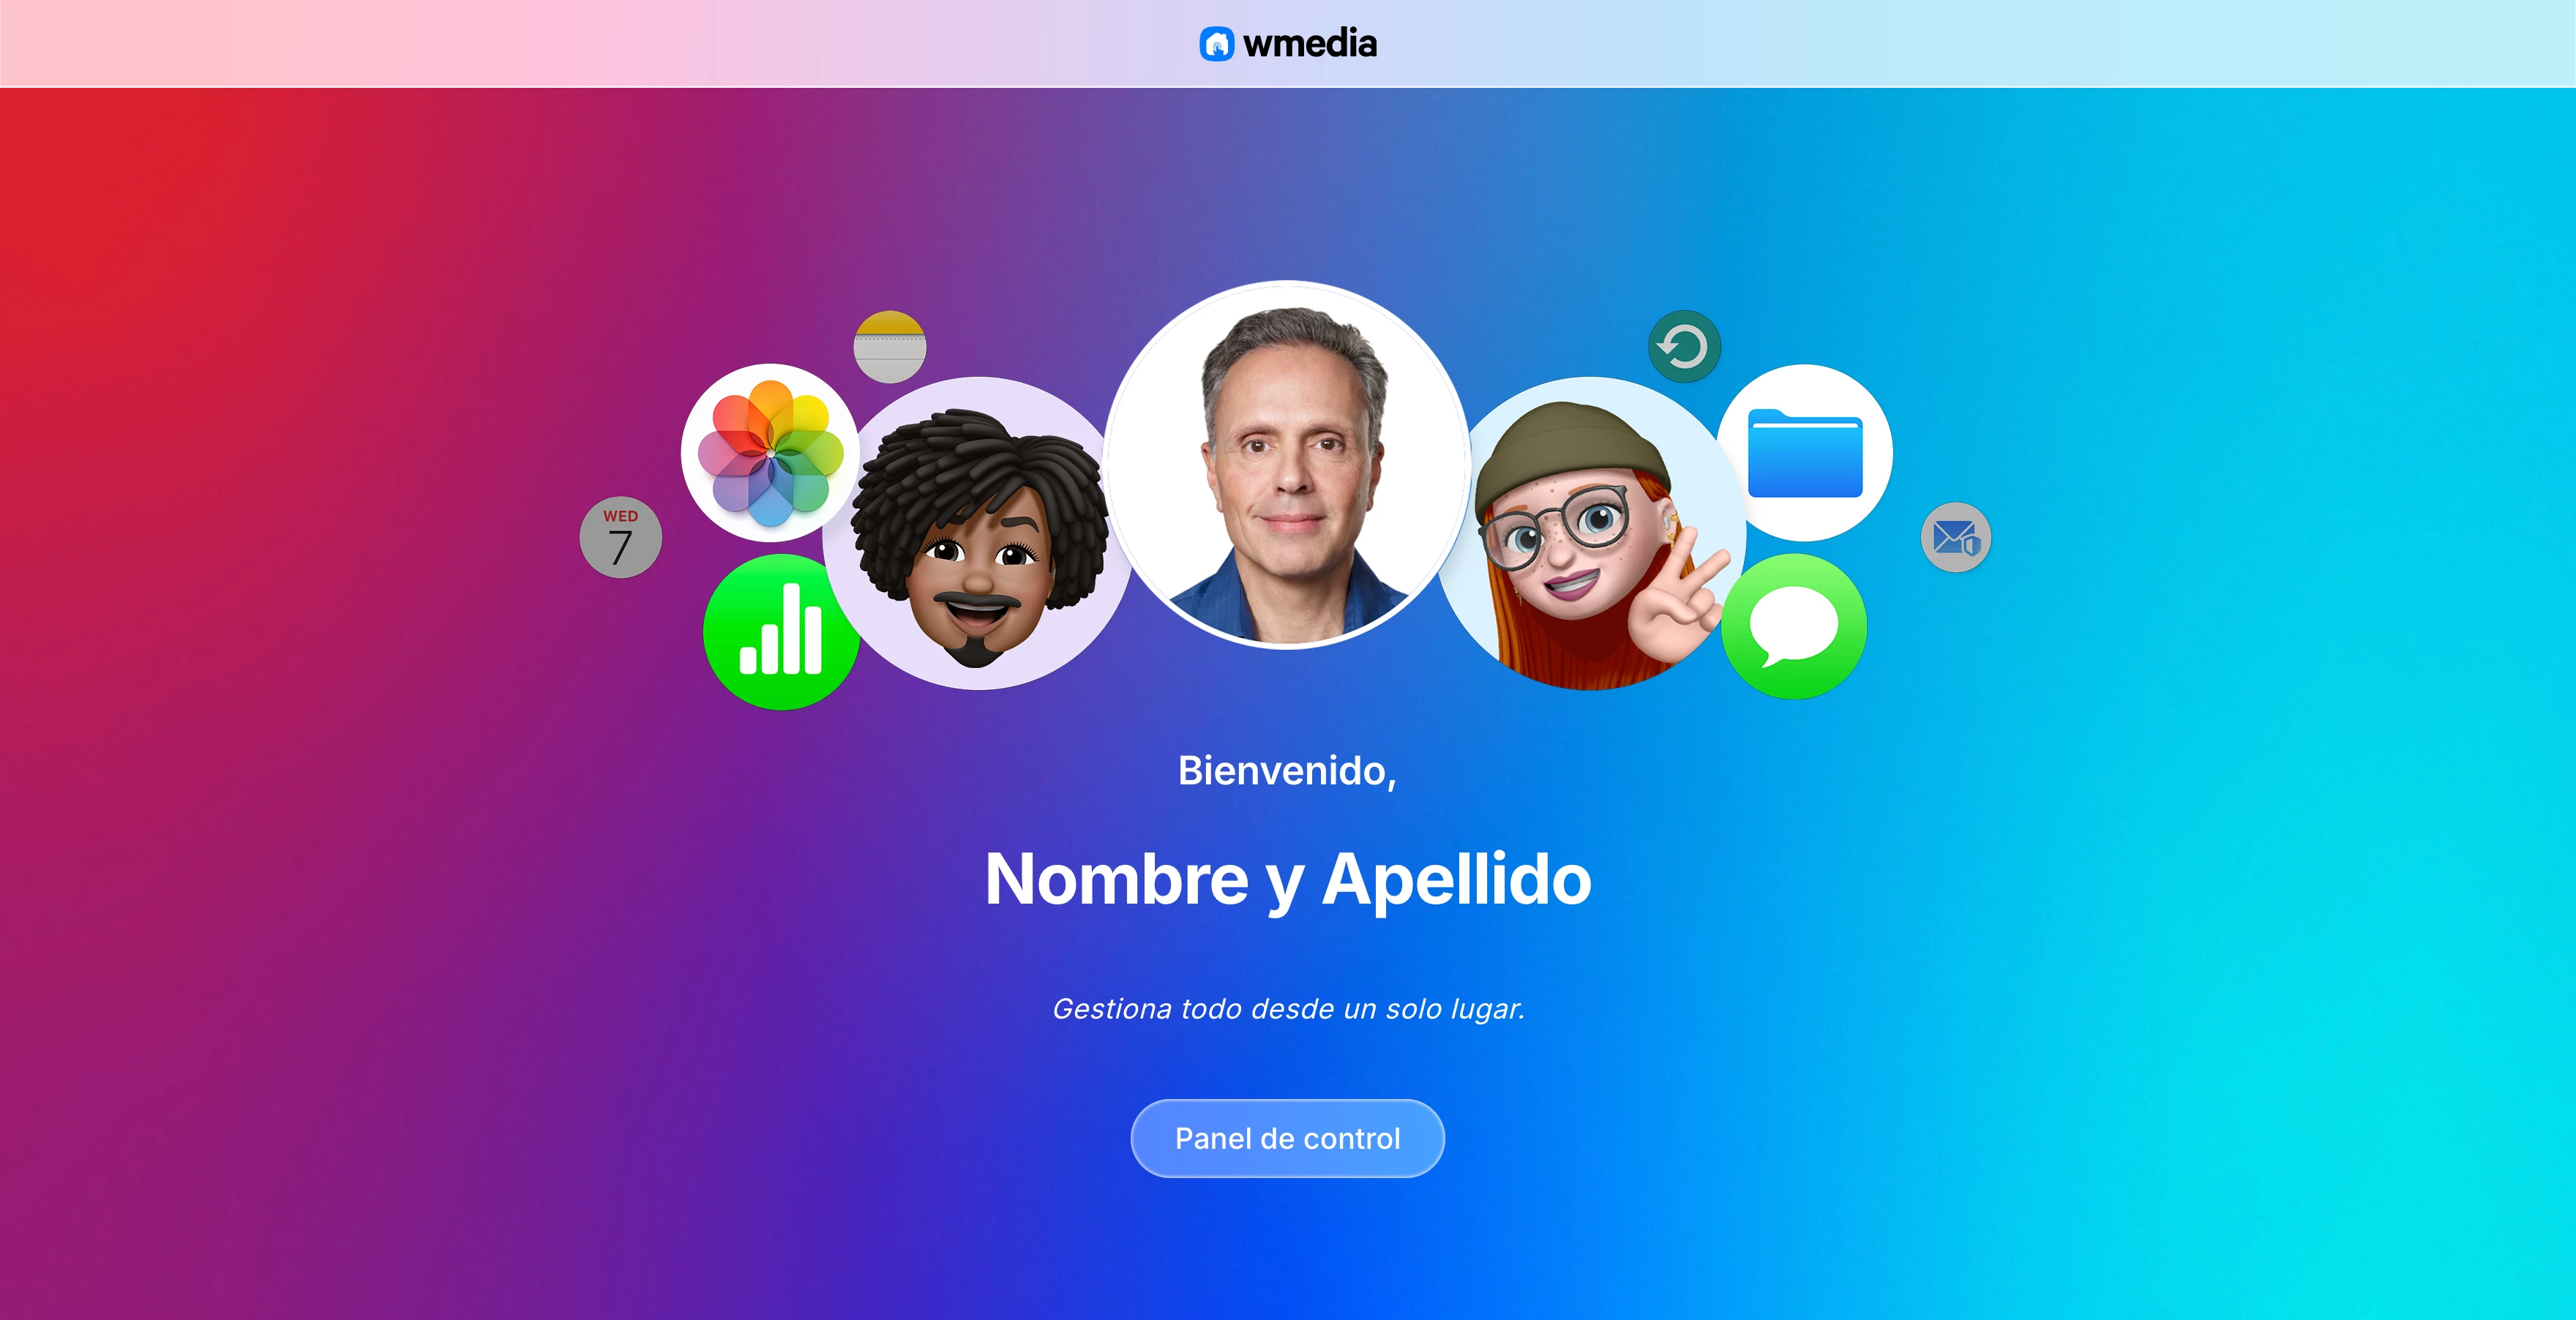 wmedia
WED
7
Bienvenido,
Nombre y Apellido
Gestiona todo desde un solo lugar.
Panel de control